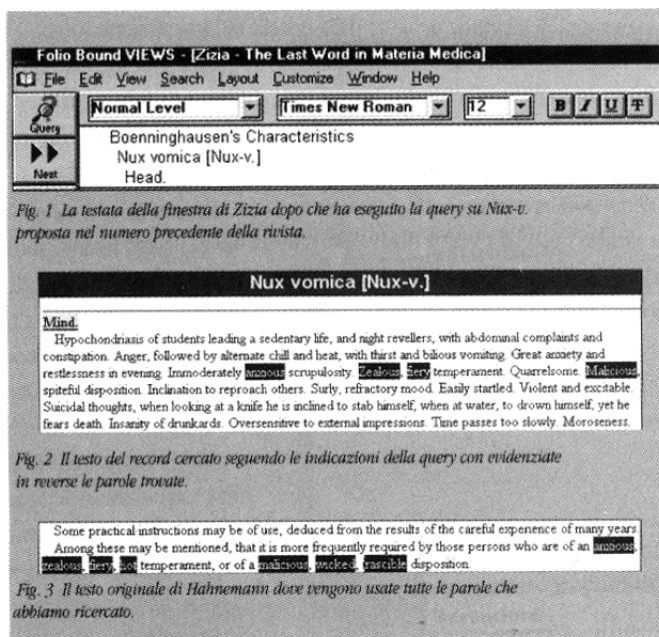 Folio Bound VIEWS - [Zizia - The Last Word in Materia Medica]
File Edit View Search Layout Customize Window Help
Query
Normal Level Times New Roman 12 B I U T
Next
Boenninghausen's Characteristics
Nux vomica [Nux-v.]
Head.
Fig. 1 La testata della finestra di Zizia dopo che ha eseguito la query su Nux-v.
proposta nel numero precedente della rivista.
Nux vomica [Nux-v.]
Mind.
Hypochondriasis of students leading a sedentary life, and night revellers, with abdominal complaints and
constipation. Anger, followed by alternate chill and heat, with thirst and bilious vomiting. Great anxiety and
restlessness in evening. Immoderately anxious scrupulosity. Zealous, fiery temperament. Quarrelsome. Malicious,
spiteful disposition. Inclination to reproach others. Surly, refractory mood. Easily startled. Violent and excitable.
Suicidal thoughts, when looking at a knife he is inclined to stab himself, when at water, to drown himself, yet he
fears death. Insanity of drunkards. Oversensitive to external impressions. Time passes too slowly. Moroseness.
Fig. 2 Il testo del record cercato seguendo le indicazioni della query con evidenziate
in reverse le parole trovate.
Some practical instructions may be of use, deduced from the results of the careful experience of many years.
Among these may be mentioned, that it is more frequently required by those persons who are of an anxious,
zealous, fiery, hot temperament, or of a malicious, wicked, irascible disposition.
Fig. 3 Il testo originale di Hahnemann dove vengono usate tutte le parole che
abbiamo ricercato.